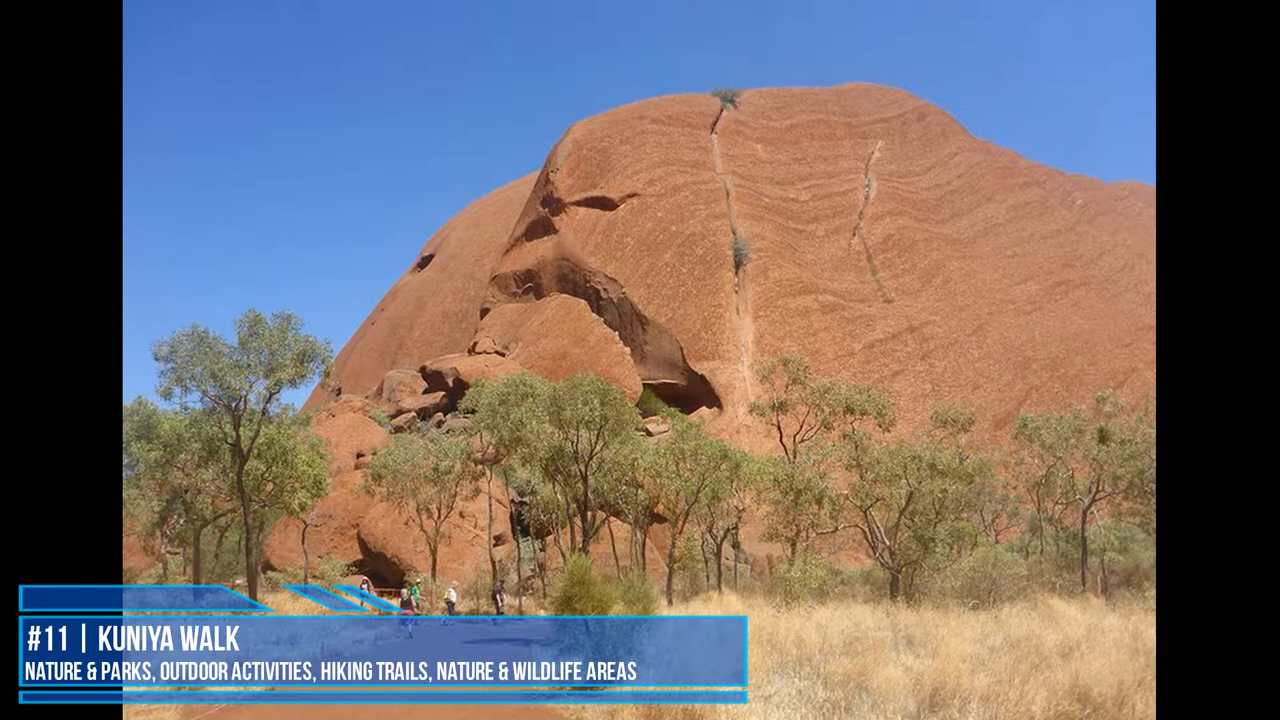 #11 | KUNIYA WALK
NATURE & PARKS, OUTDOOR ACTIVITIES, HIKING TRAILS, NATURE & WILDLIFE AREAS